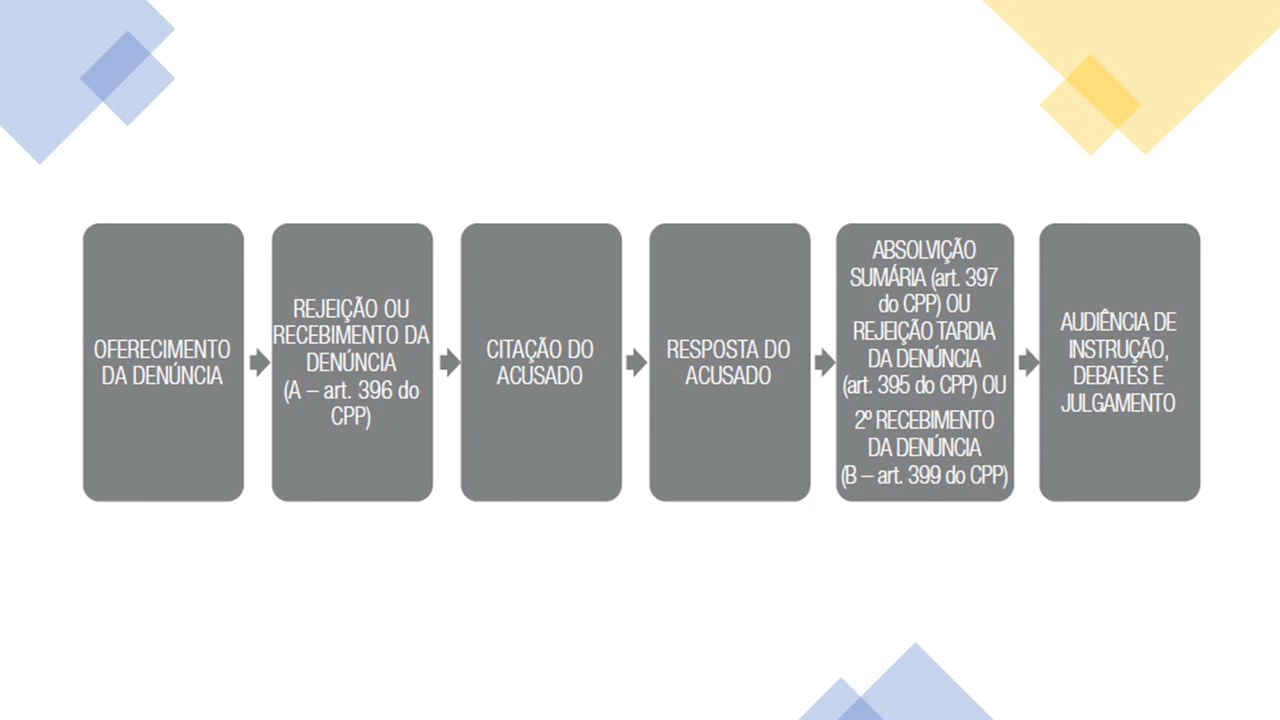 OFERECIMENTO
DA DENÚNCIA
REJEIÇÃO OU
RECEBIMENTO DA
DENÚNCIA
(A – art. 396 do
CPP)
CITAÇÃO DO
ACUSADO
RESPOSTA DO
ACUSADO
ABSOLVIÇÃO
SUMÁRIA (art. 397
do CPP) OU
REJEIÇÃO TARDIA
DA DENÚNCIA
(art. 395 do CPP) OU
2º RECEBIMENTO
DA DENÚNCIA
(B – art. 399 do CPP)
AUDIÊNCIA DE
INSTRUÇÃO,
DEBATES E
JULGAMENTO